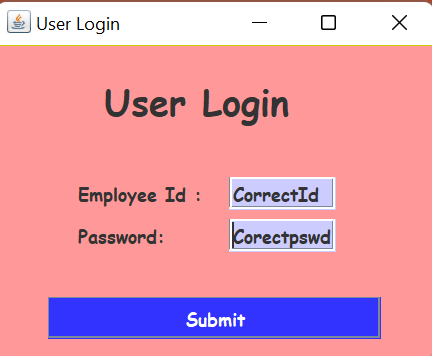 User Login
User Login
Employee Id : CorrectId
Password: Corectpswd
Submit